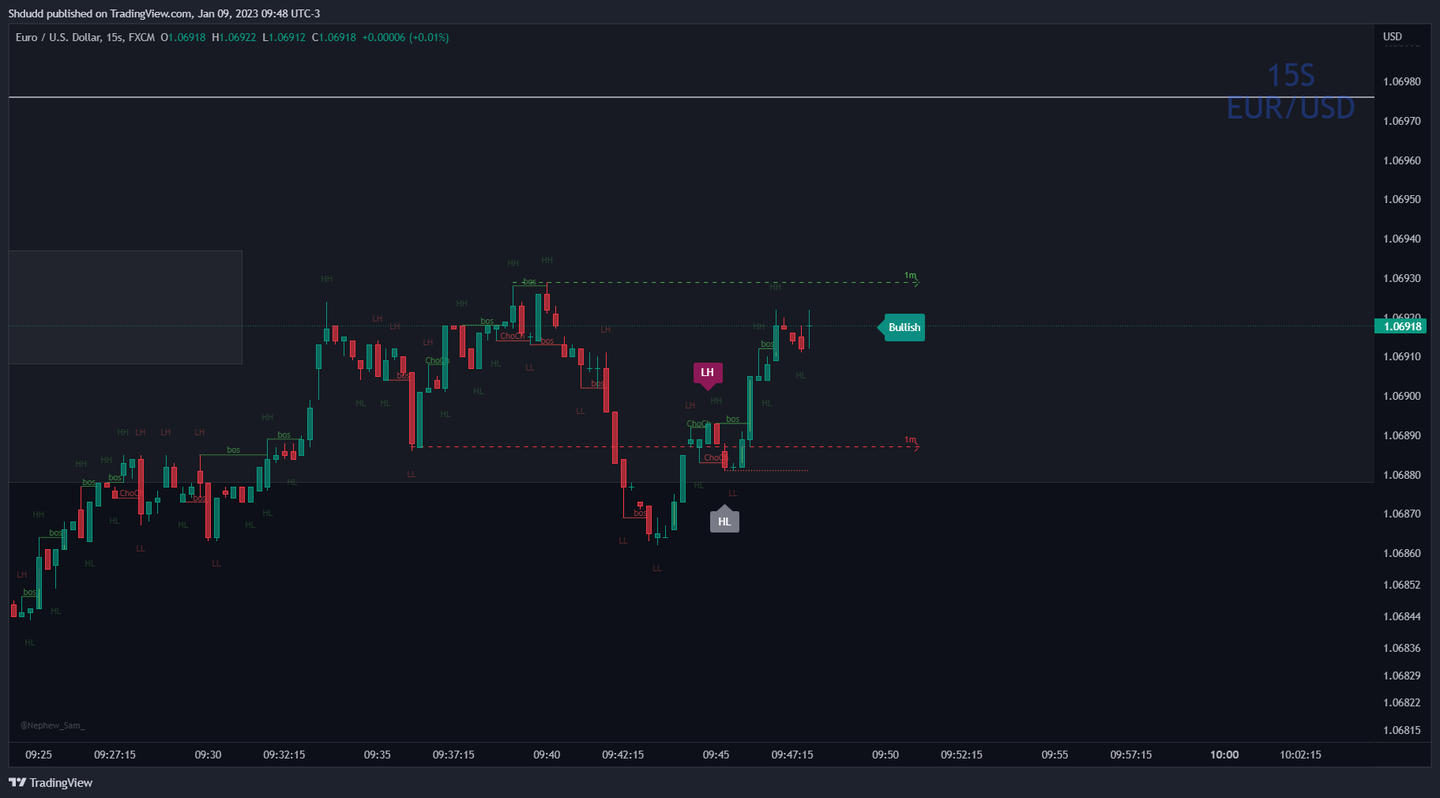 Shdudd published on TradingView.com, Jan 09, 2023 09:48 UTC-3
Euro / U.S. Dollar, 15s, FXCM O1.06918 H1.06922 L1.06912 C1.06918 +0.00006 (+0.01%)
USD
15S
EUR/USD
1.06980
1.06970
1.06960
1.06950
1.06940
1.06930
1.06920
1.06918
1.06910
1.06900
1.06890
1.06880
1.06870
1.06860
1.06852
1.06844
1.06836
1.06829
1.06822
1.06815
HH HH
bos
1m
HH
HH
HH
LH
LH
bos
LH
HH
Bullish
ChoCh
bos
LH
bos
LH
ChoCh
bos
HL
LL
bos
HL
LH
HH
HL
HL
HL
HL
LL
HL
ChoCh
bos
1m
HH
HH LH
LH
LH
bos
bos
ChoCh
LL
HH
HH
bos
bos
ChoCh
bos
HL
HL
LL
HH
HL
HL
HL
HL
bos
HL
bos
LL
LL
HL
LL
LL
LH
bos
HL
HL
@Nephew_Sam_
09:25 09:27:15 09:30 09:32:15 09:35 09:37:15 09:40 09:42:15 09:45 09:47:15 09:50 09:52:15 09:55 09:57:15 10:00 10:02:15
TradingView